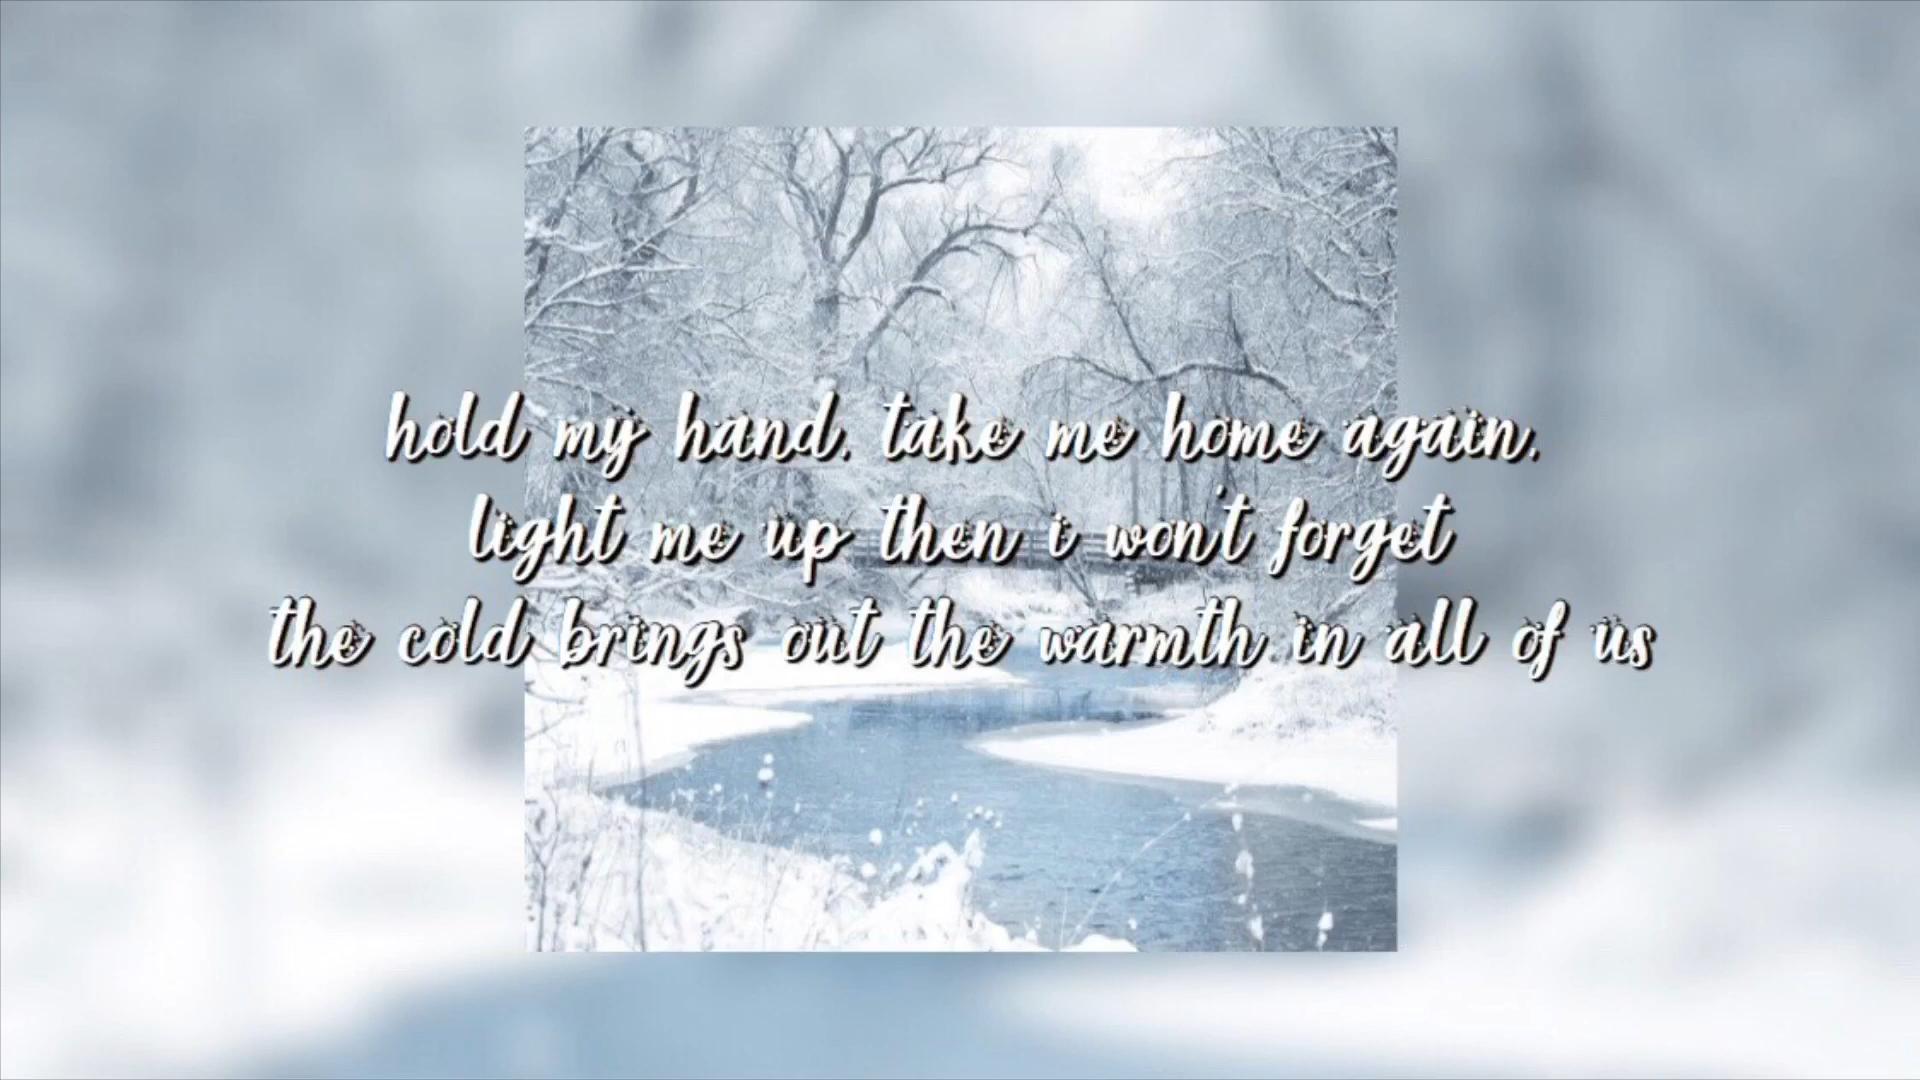 hold my hand, take me home again,
light me up then i won't forget
the cold brings out the warmth in all of us